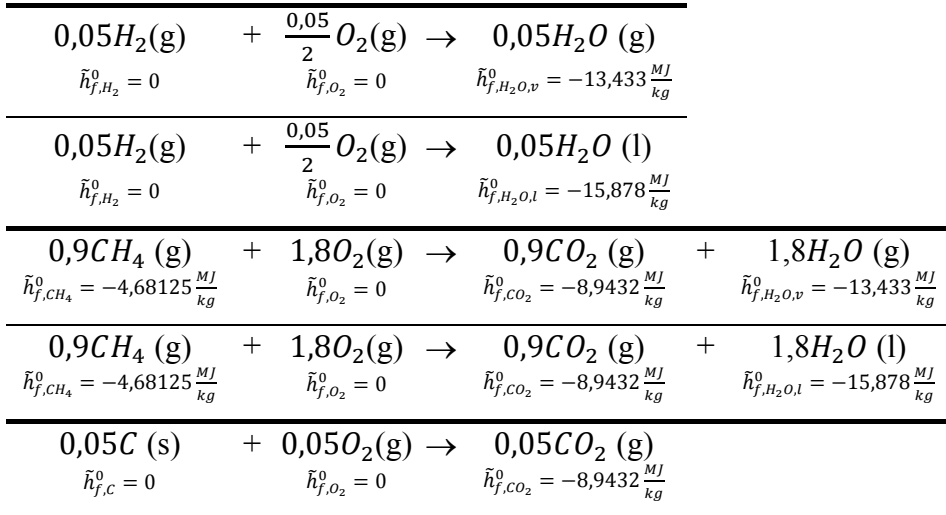 0,05H₂(g) + 0,05/2 O₂(g) → 0,05H₂O (g)
h̃⁰f,H₂ = 0 h̃⁰f,O₂ = 0 h̃⁰f,H₂O,v = −13,433 MJ/kg
0,05H₂(g) + 0,05/2 O₂(g) → 0,05H₂O (l)
h̃⁰f,H₂ = 0 h̃⁰f,O₂ = 0 h̃⁰f,H₂O,l = −15,878 MJ/kg
0,9CH₄ (g) + 1,8O₂(g) → 0,9CO₂ (g) + 1,8H₂O (g)
h̃⁰f,CH₄ = −4,68125 MJ/kg h̃⁰f,O₂ = 0 h̃⁰f,CO₂ = −8,9432 MJ/kg h̃⁰f,H₂O,v = −13,433 MJ/kg
0,9CH₄ (g) + 1,8O₂(g) → 0,9CO₂ (g) + 1,8H₂O (l)
h̃⁰f,CH₄ = −4,68125 MJ/kg h̃⁰f,O₂ = 0 h̃⁰f,CO₂ = −8,9432 MJ/kg h̃⁰f,H₂O,l = −15,878 MJ/kg
0,05C (s) + 0,05O₂(g) → 0,05CO₂ (g)
h̃⁰f,C = 0 h̃⁰f,O₂ = 0 h̃⁰f,CO₂ = −8,9432 MJ/kg